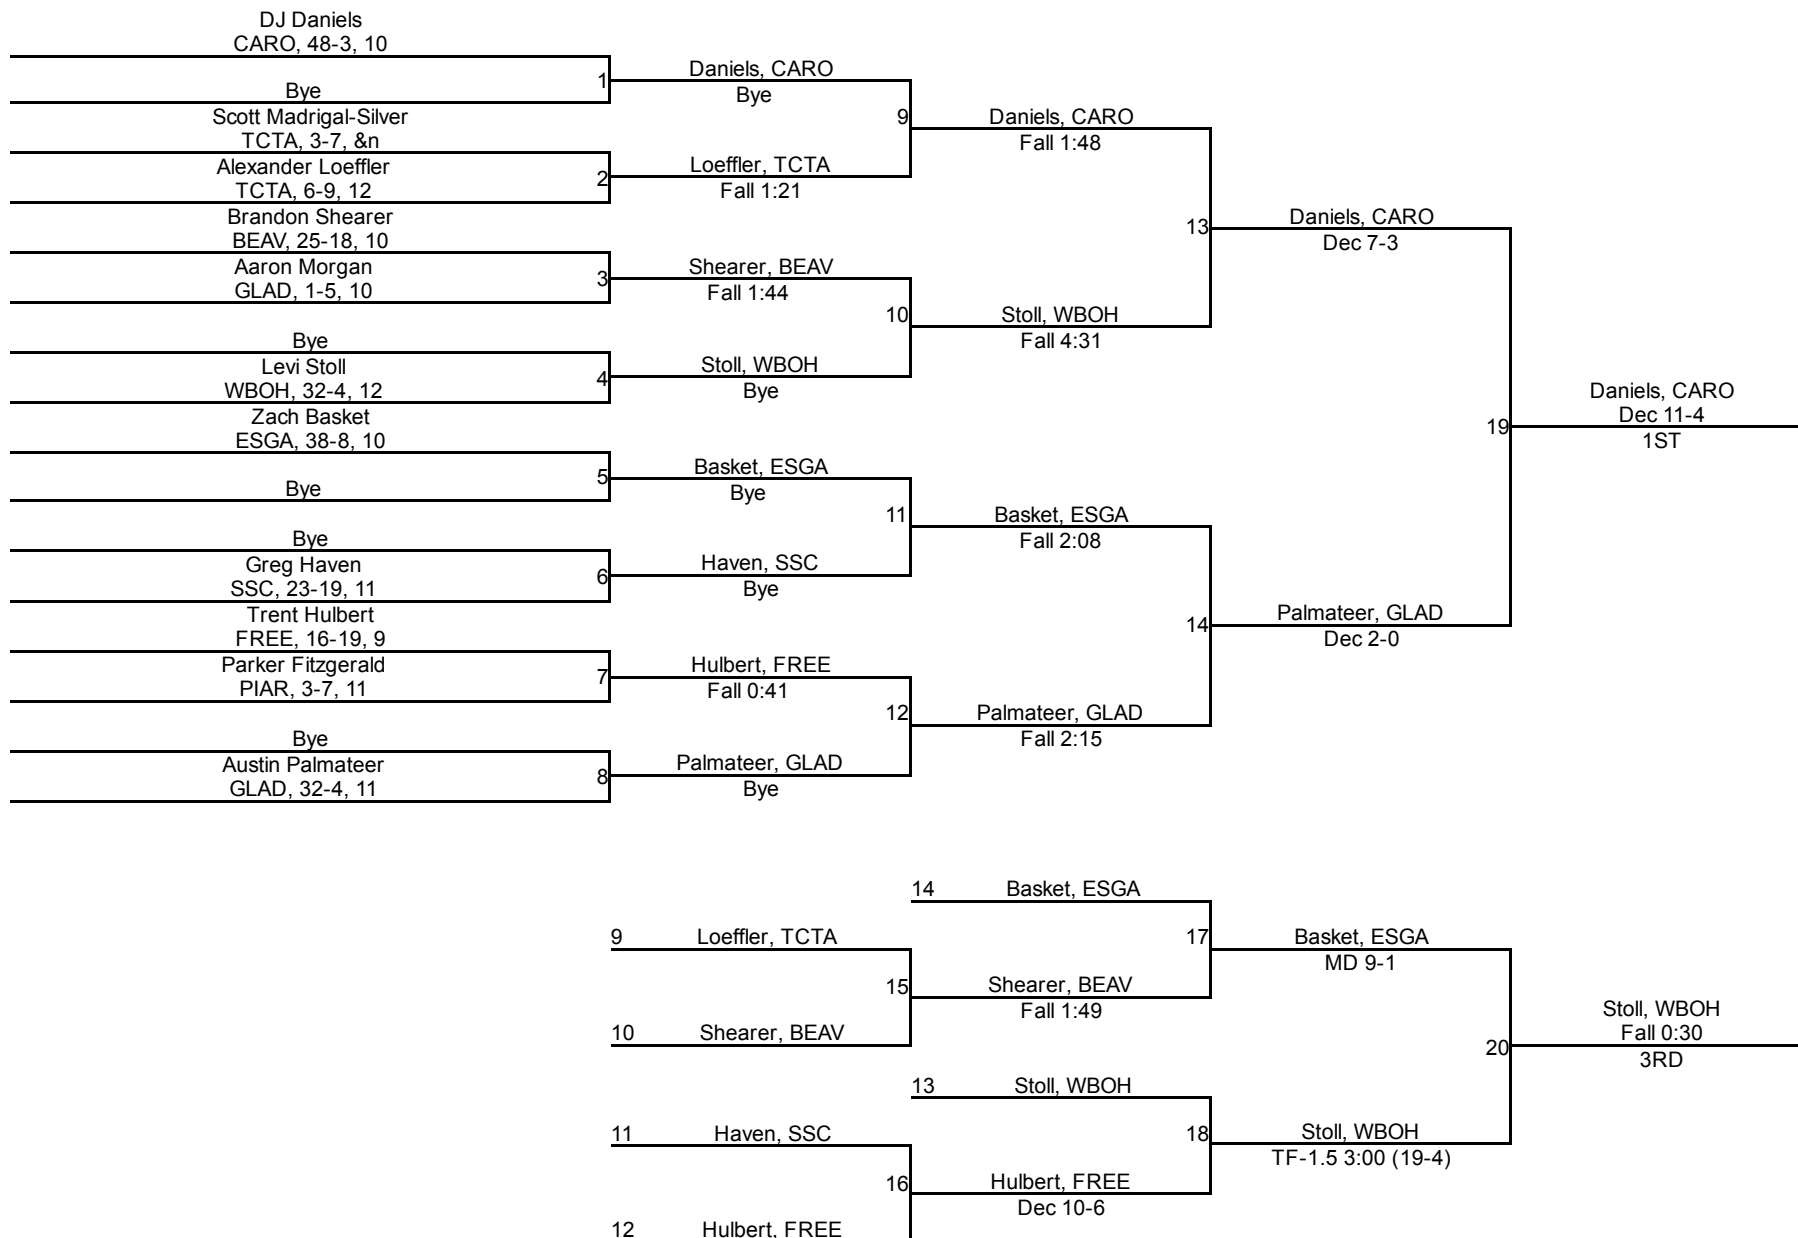 DJ Daniels
CARO, 48-3, 10
Bye
1
Scott Madrigal-Silver
TCTA, 3-7, &n
Alexander Loeffler
TCTA, 6-9, 12
2
Brandon Shearer
BEAV, 25-18, 10
Aaron Morgan
GLAD, 1-5, 10
3
Bye
Levi Stoll
WBOH, 32-4, 12
4
Zach Basket
ESGA, 38-8, 10
Bye
5
Bye
Greg Haven
SSC, 23-19, 11
6
Trent Hulbert
FREE, 16-19, 9
Parker Fitzgerald
PIAR, 3-7, 11
7
Bye
Austin Palmateer
GLAD, 32-4, 11
8
Daniels, CARO
Bye
9
Loeffler, TCTA
Fall 1:21
Shearer, BEAV
Fall 1:44
10
Stoll, WBOH
Bye
Basket, ESGA
Bye
11
Haven, SSC
Bye
Hulbert, FREE
Fall 0:41
12
Palmateer, GLAD
Bye
Daniels, CARO
Fall 1:48
13
Stoll, WBOH
Fall 4:31
Basket, ESGA
Fall 2:08
14
Palmateer, GLAD
Fall 2:15
Daniels, CARO
Dec 7-3
19
Palmateer, GLAD
Dec 2-0
Daniels, CARO
Dec 11-4
1ST
9 Loeffler, TCTA
15
10 Shearer, BEAV
11 Haven, SSC
16
12 Hulbert, FREE
14 Basket, ESGA
17
Shearer, BEAV
Fall 1:49
13 Stoll, WBOH
18
Hulbert, FREE
Dec 10-6
Basket, ESGA
MD 9-1
20
Stoll, WBOH
TF-1.5 3:00 (19-4)
Stoll, WBOH
Fall 0:30
3RD